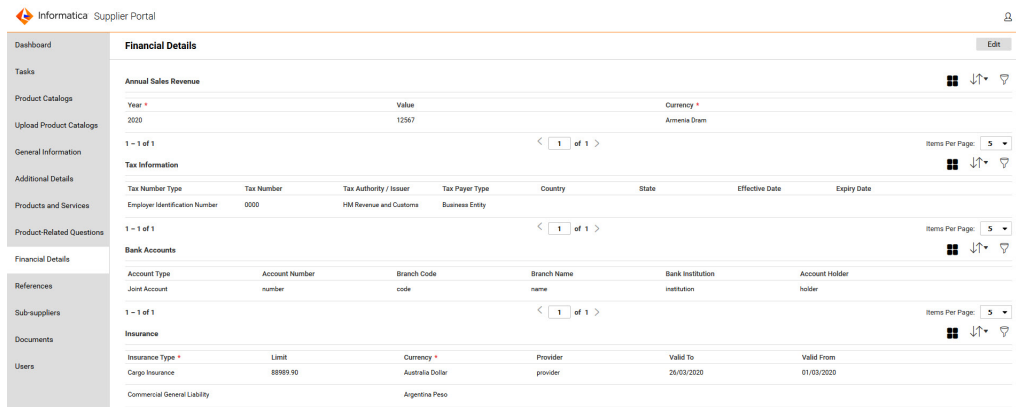 Informatica Supplier Portal
Dashboard
Tasks
Product Catalogs
Upload Product Catalogs
General Information
Additional Details
Products and Services
Product-Related Questions
Financial Details
References
Sub-suppliers
Documents
Users
Financial Details Edit
Annual Sales Revenue
Year * Value Currency *
2020 12567 Armenia Dram
1 – 1 of 1 < 1 of 1 > Items Per Page: 5
Tax Information
Tax Number Type Tax Number Tax Authority / Issuer Tax Payer Type Country State Effective Date Expiry Date
Employer Identification Number 0000 HM Revenue and Customs Business Entity
1 – 1 of 1 < 1 of 1 > Items Per Page: 5
Bank Accounts
Account Type Account Number Branch Code Branch Name Bank Institution Account Holder
Joint Account number code name institution holder
1 – 1 of 1 < 1 of 1 > Items Per Page: 5
Insurance
Insurance Type * Limit Currency * Provider Valid To Valid From
Cargo Insurance 88989.90 Australia Dollar provider 26/03/2020 01/03/2020
Commercial General Liability Argentina Peso